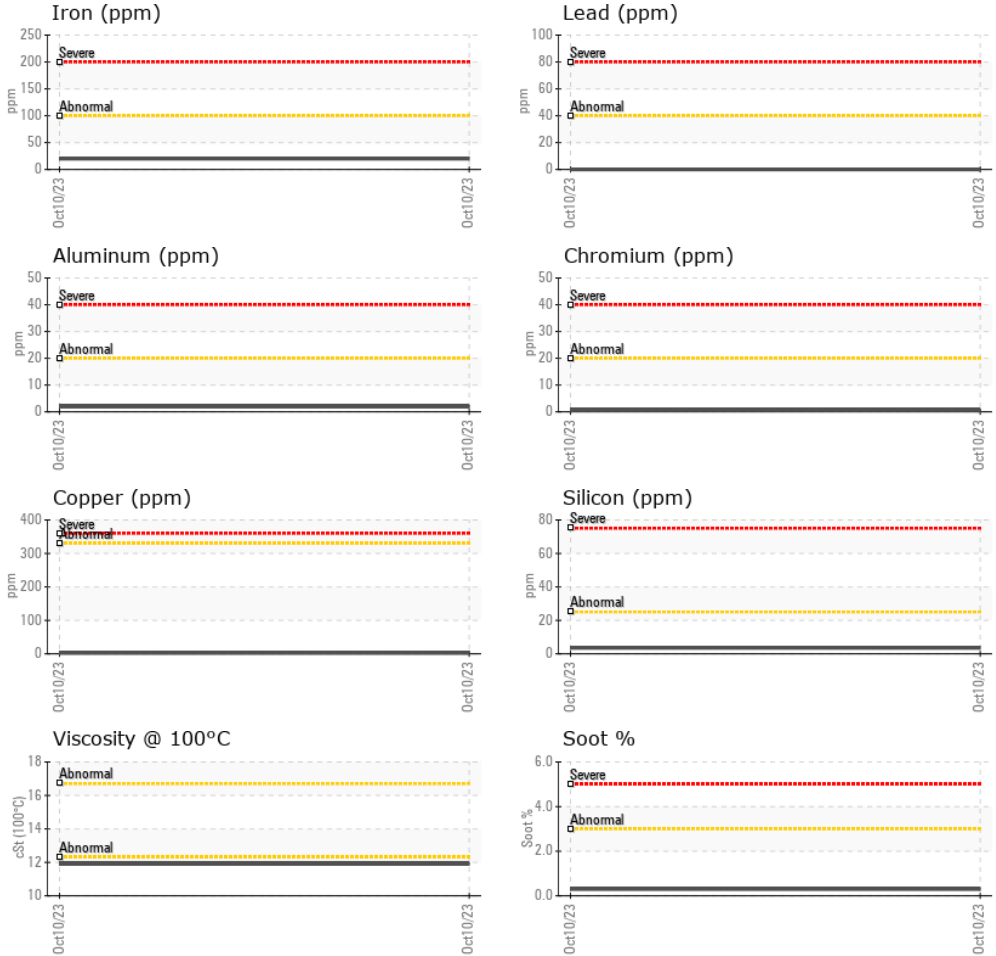 Iron (ppm)
250
200
150
100
50
0
ppm
Severe
Abnormal
Oct10/23
Oct10/23
Lead (ppm)
100
80
60
40
20
0
ppm
Severe
Abnormal
Oct10/23
Oct10/23
Aluminum (ppm)
50
40
30
20
10
0
ppm
Severe
Abnormal
Oct10/23
Oct10/23
Chromium (ppm)
50
40
30
20
10
0
ppm
Severe
Abnormal
Oct10/23
Oct10/23
Copper (ppm)
400
300
200
100
0
ppm
Severe
Abnormal
Oct10/23
Oct10/23
Silicon (ppm)
80
60
40
20
0
ppm
Severe
Abnormal
Oct10/23
Oct10/23
Viscosity @ 100°C
18
16
14
12
10
cSt (100°C)
Abnormal
Abnormal
Oct10/23
Oct10/23
Soot %
6.0
4.0
2.0
0.0
Soot %
Severe
Abnormal
Oct10/23
Oct10/23